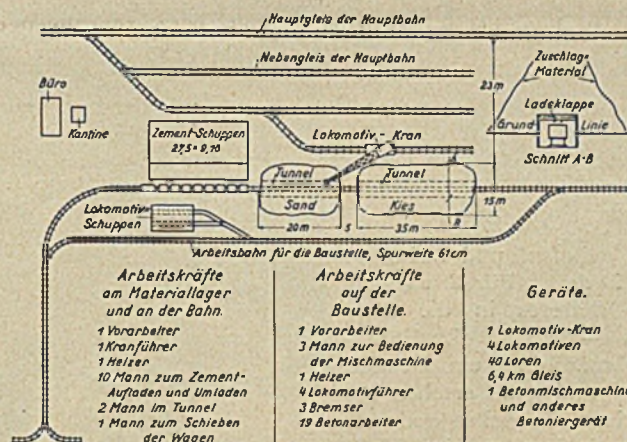 Hauptgleis der Hauptbahn
Nebengleis der Hauptbahn
Büro
Kantine
Zement-Schuppen
27,5 × 9,10
Lokomotiv-Kran
23m
Zuschlag-
Material
Ladeklappe
Grund
Linie
Schnitt A-B
Tunnel
Sand
Tunnel
Kies
A
B
15m
20m
5
35m
Lokomotiv
Schuppen
Arbeitsbahn für die Baustelle, Spurweite 61cm
Arbeitskräfte
am Materiallager
und an der Bahn.
1 Vorarbeiter
1 Kranführer
1 Heizer
10 Mann zum Zement-
Aufladen und Umladen
2 Mann im Tunnel
1 Mann zum Schieben
der Wagen
Arbeitskräfte
auf der
Baustelle.
1 Vorarbeiter
3 Mann zur Bedienung
der Mischmaschine
1 Heizer
4 Lokomotivführer
3 Bremser
19 Betonarbeiter
Geräte.
1 Lokomotiv-Kran
4 Lokomotiven
40 Loren
6,4 km Gleis
1 Betonmischmaschine
und anderes
Betoniergerät